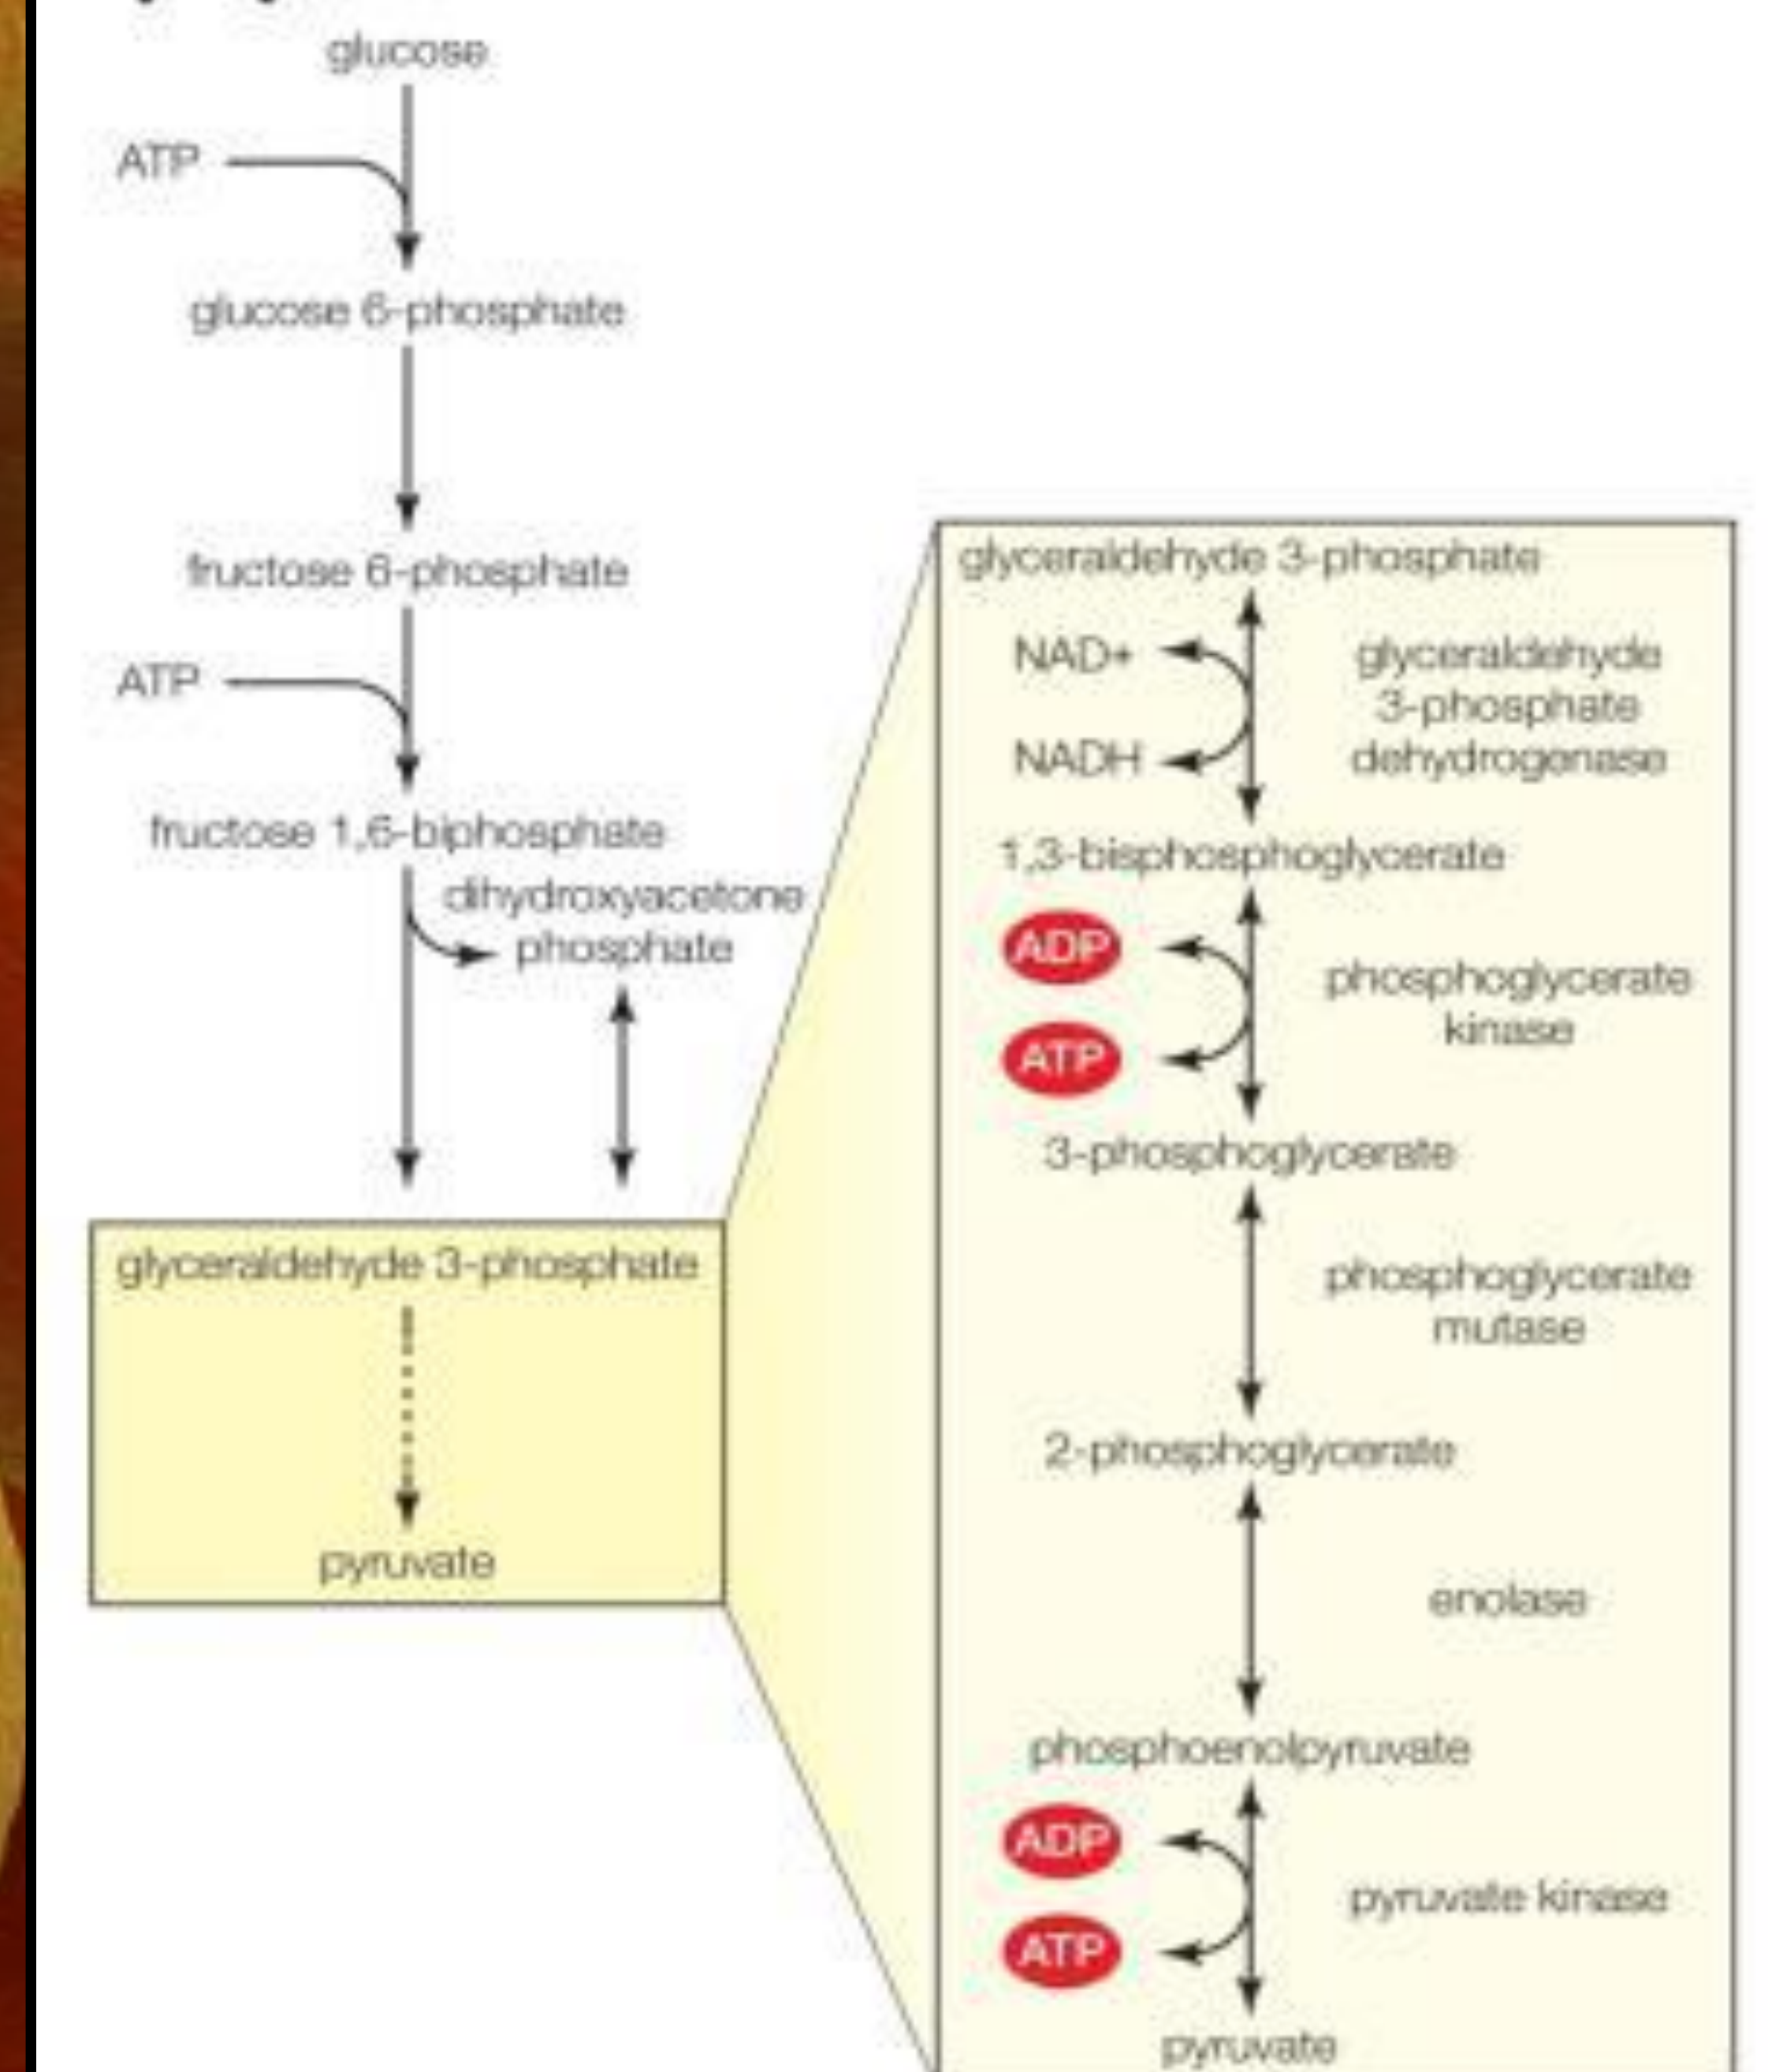 glucose
ATP
glucose 6-phosphate
fructose 6-phosphate
ATP
fructose 1,6-biphosphate
dihydroxyacetone
phosphate
glyceraldehyde 3-phosphate
pyruvate
glyceraldehyde 3-phosphate
NAD+
NADH
glyceraldehyde
3-phosphate
dehydrogenase
1,3-bisphosphoglycerate
ADP
ATP
phosphoglycerate
kinase
3-phosphoglycerate
phosphoglycerate
mutase
2-phosphoglycerate
enolase
phosphoenolpyruvate
ADP
ATP
pyruvate kinase
pyruvate